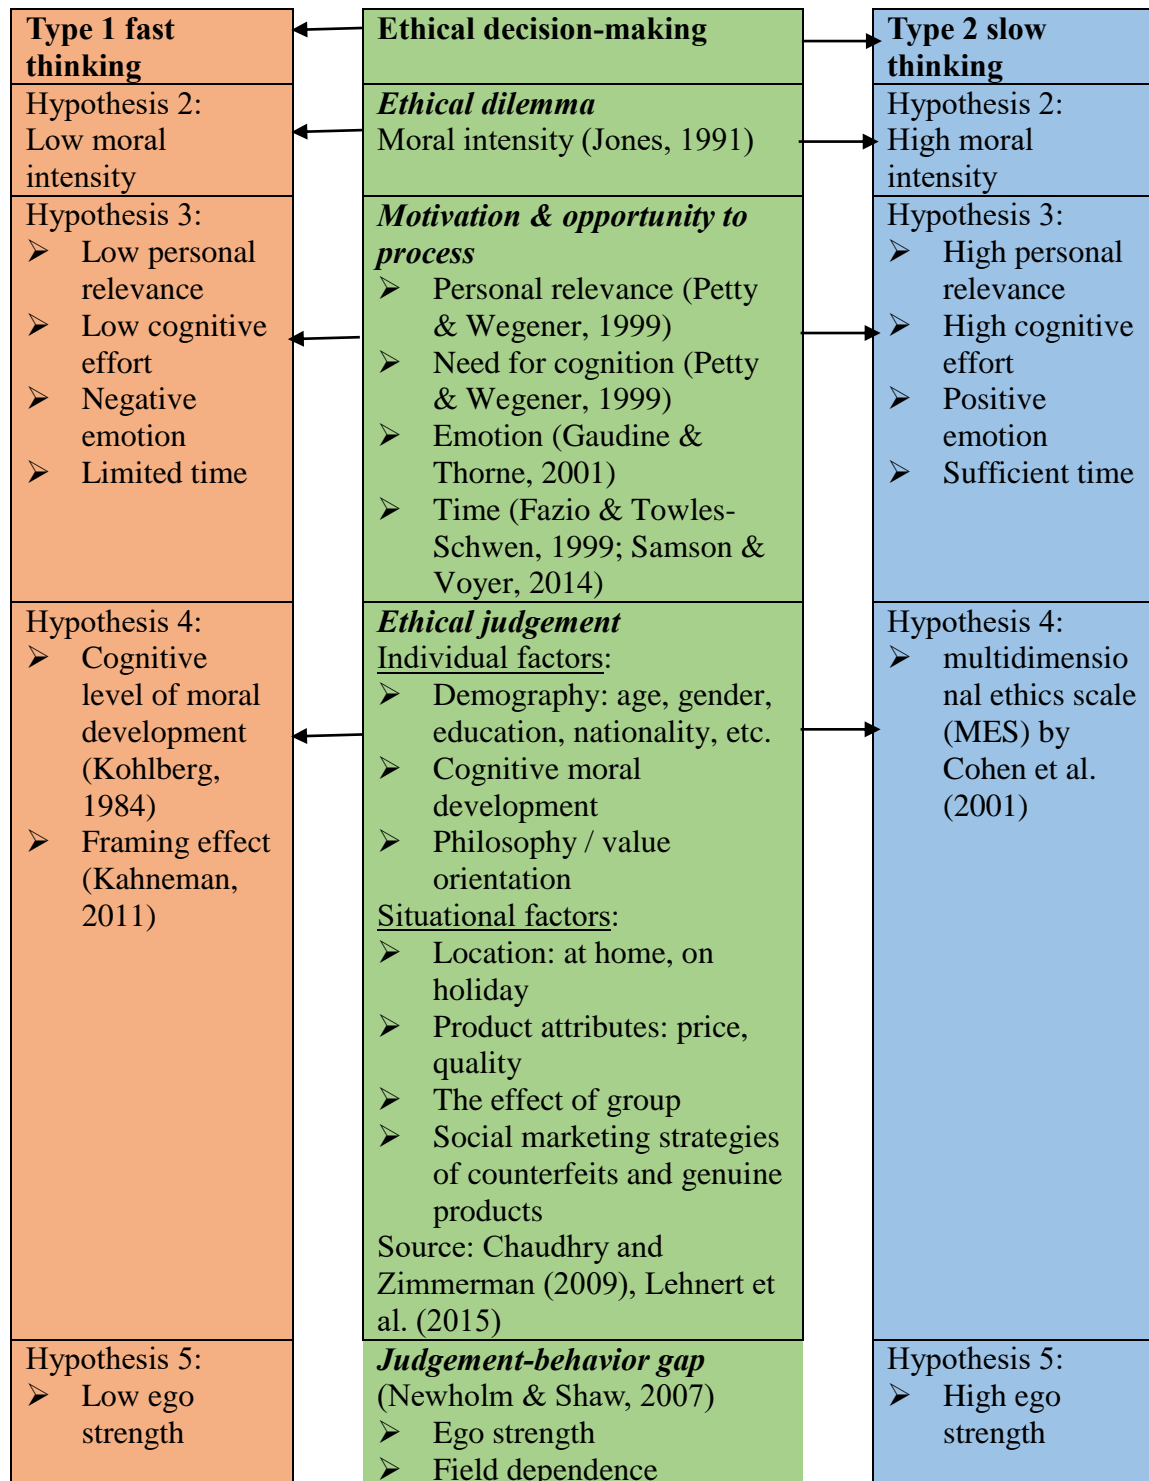 Type 1 fast
thinking
Ethical decision-making
Type 2 slow
thinking
Hypothesis 2:
Low moral
intensity
Ethical dilemma
Moral intensity (Jones, 1991)
Hypothesis 2:
High moral
intensity
Hypothesis 3:
➢ Low personal
relevance
➢ Low cognitive
effort
➢ Negative
emotion
➢ Limited time
Motivation & opportunity to
process
➢ Personal relevance (Petty
& Wegener, 1999)
➢ Need for cognition (Petty
& Wegener, 1999)
➢ Emotion (Gaudine &
Thorne, 2001)
➢ Time (Fazio & Towles-
Schwen, 1999; Samson &
Voyer, 2014)
Hypothesis 3:
➢ High personal
relevance
➢ High cognitive
effort
➢ Positive
emotion
➢ Sufficient time
Hypothesis 4:
➢ Cognitive
level of moral
development
(Kohlberg,
1984)
➢ Framing effect
(Kahneman,
2011)
Ethical judgement
Individual factors:
➢ Demography: age, gender,
education, nationality, etc.
➢ Cognitive moral
development
➢ Philosophy / value
orientation
Situational factors:
➢ Location: at home, on
holiday
➢ Product attributes: price,
quality
➢ The effect of group
➢ Social marketing strategies
of counterfeits and genuine
products
Source: Chaudhry and
Zimmerman (2009), Lehnert et
al. (2015)
Hypothesis 4:
➢ multidimensio
nal ethics scale
(MES) by
Cohen et al.
(2001)
Hypothesis 5:
➢ Low ego
strength
Judgement-behavior gap
(Newholm & Shaw, 2007)
➢ Ego strength
➢ Field dependence
Hypothesis 5:
➢ High ego
strength